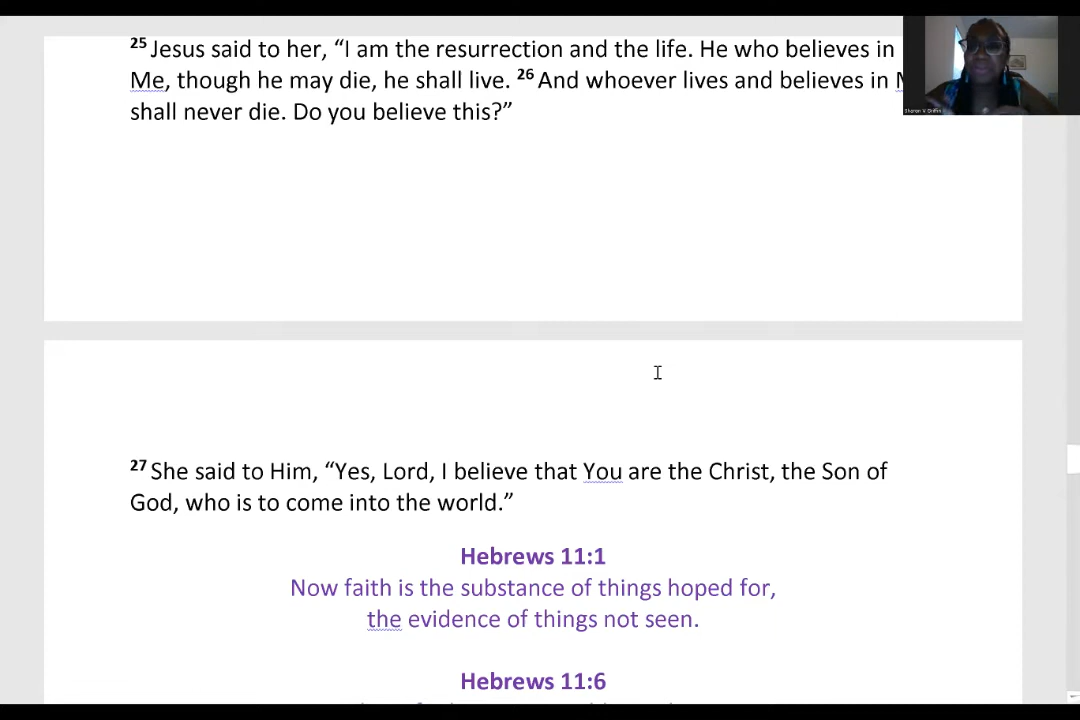 25 Jesus said to her, “I am the resurrection and the life. He who believes in
Me, though he may die, he shall live. 26 And whoever lives and believes in
shall never die. Do you believe this?”
Sharon V Griffin
27 She said to Him, “Yes, Lord, I believe that You are the Christ, the Son of
God, who is to come into the world.”
Hebrews 11:1
Now faith is the substance of things hoped for,
the evidence of things not seen.
Hebrews 11:6